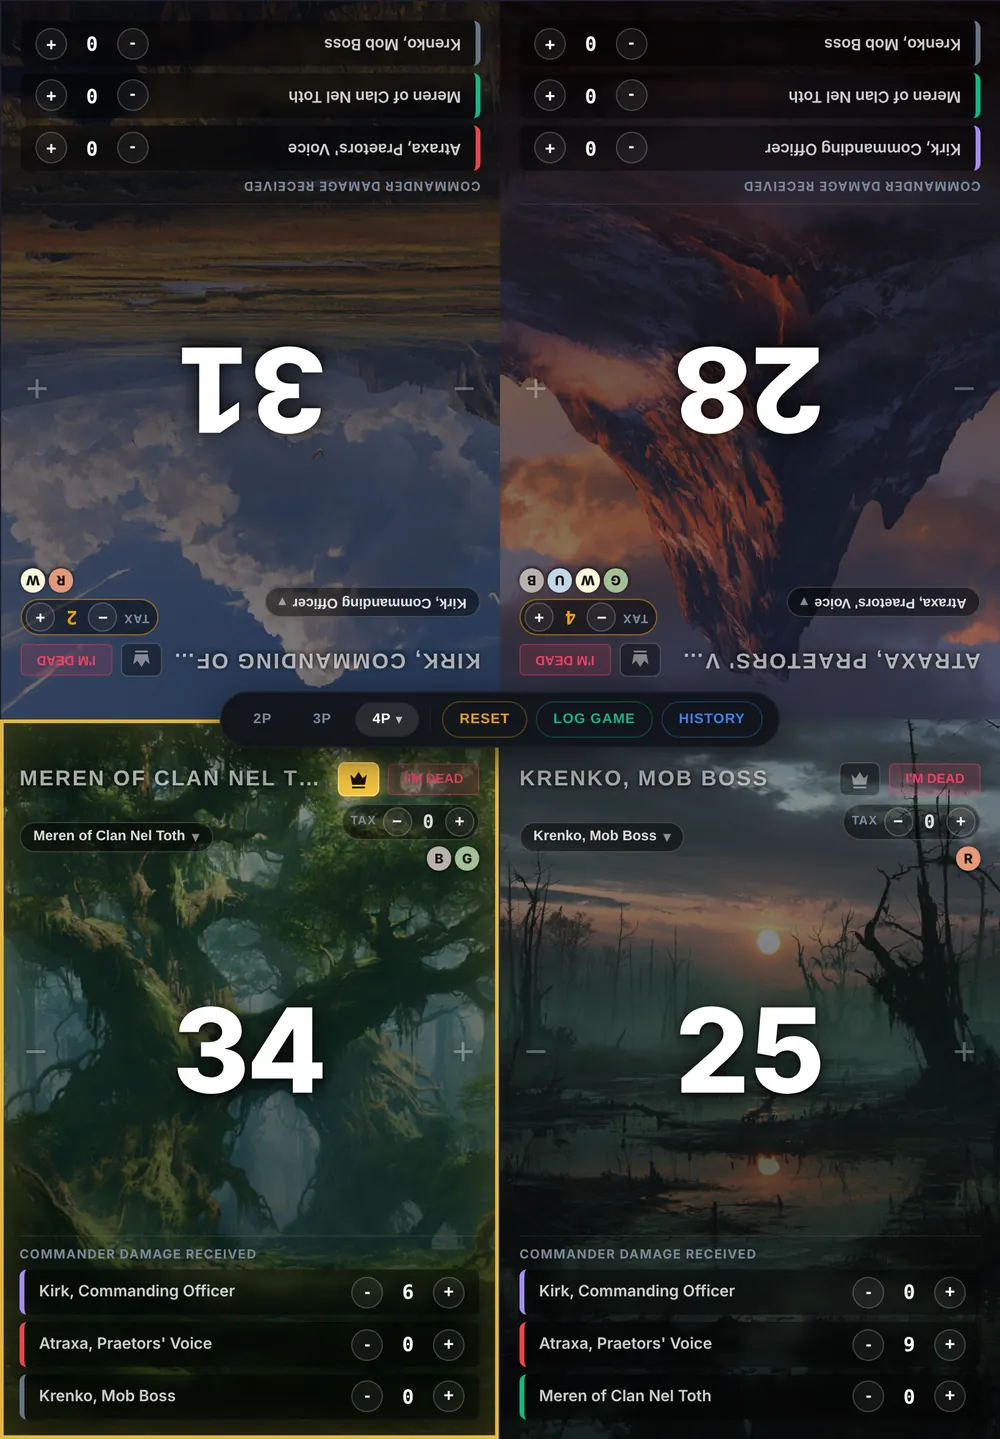 KIRK, COMMANDING OF...
I'M DEAD
Kirk, Commanding Officer ▾
TAX − 2 +
R W
− 31 +
COMMANDER DAMAGE RECEIVED
Atraxa, Praetors' Voice - 0 +
Meren of Clan Nel Toth - 0 +
Krenko, Mob Boss - 0 +
ATRAXA, PRAETORS' V...
I'M DEAD
Atraxa, Praetors' Voice ▾
TAX − 4 +
G W U B
− 28 +
COMMANDER DAMAGE RECEIVED
Kirk, Commanding Officer - 0 +
Meren of Clan Nel Toth - 0 +
Krenko, Mob Boss - 0 +
2P 3P 4P ▾ RESET LOG GAME HISTORY
MEREN OF CLAN NEL T...
I'M DEAD
Meren of Clan Nel Toth ▾
TAX − 0 +
B G
− 34 +
COMMANDER DAMAGE RECEIVED
Kirk, Commanding Officer - 6 +
Atraxa, Praetors' Voice - 0 +
Krenko, Mob Boss - 0 +
KRENKO, MOB BOSS
I'M DEAD
Krenko, Mob Boss ▾
TAX − 0 +
R
− 25 +
COMMANDER DAMAGE RECEIVED
Kirk, Commanding Officer - 0 +
Atraxa, Praetors' Voice - 9 +
Meren of Clan Nel Toth - 0 +